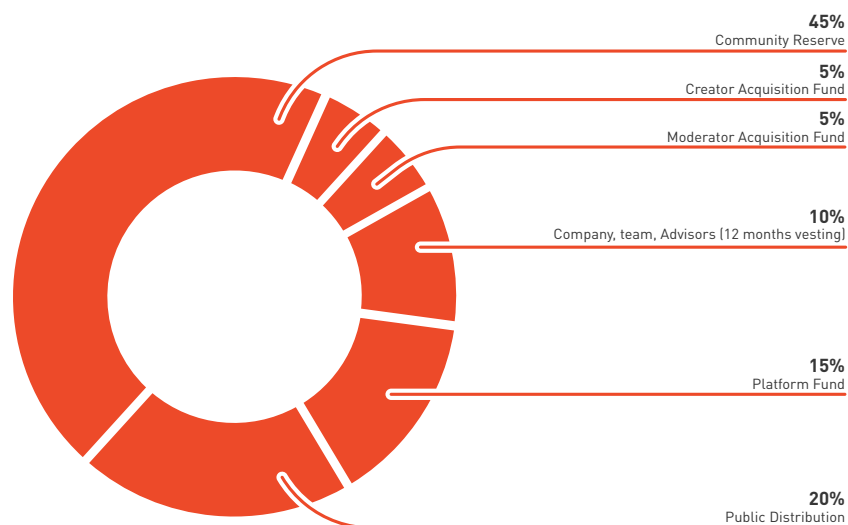 45%
Community Reserve
5%
Creator Acquisition Fund
5%
Moderator Acquisition Fund
10%
Company, team, Advisors (12 months vesting)
15%
Platform Fund
20%
Public Distribution